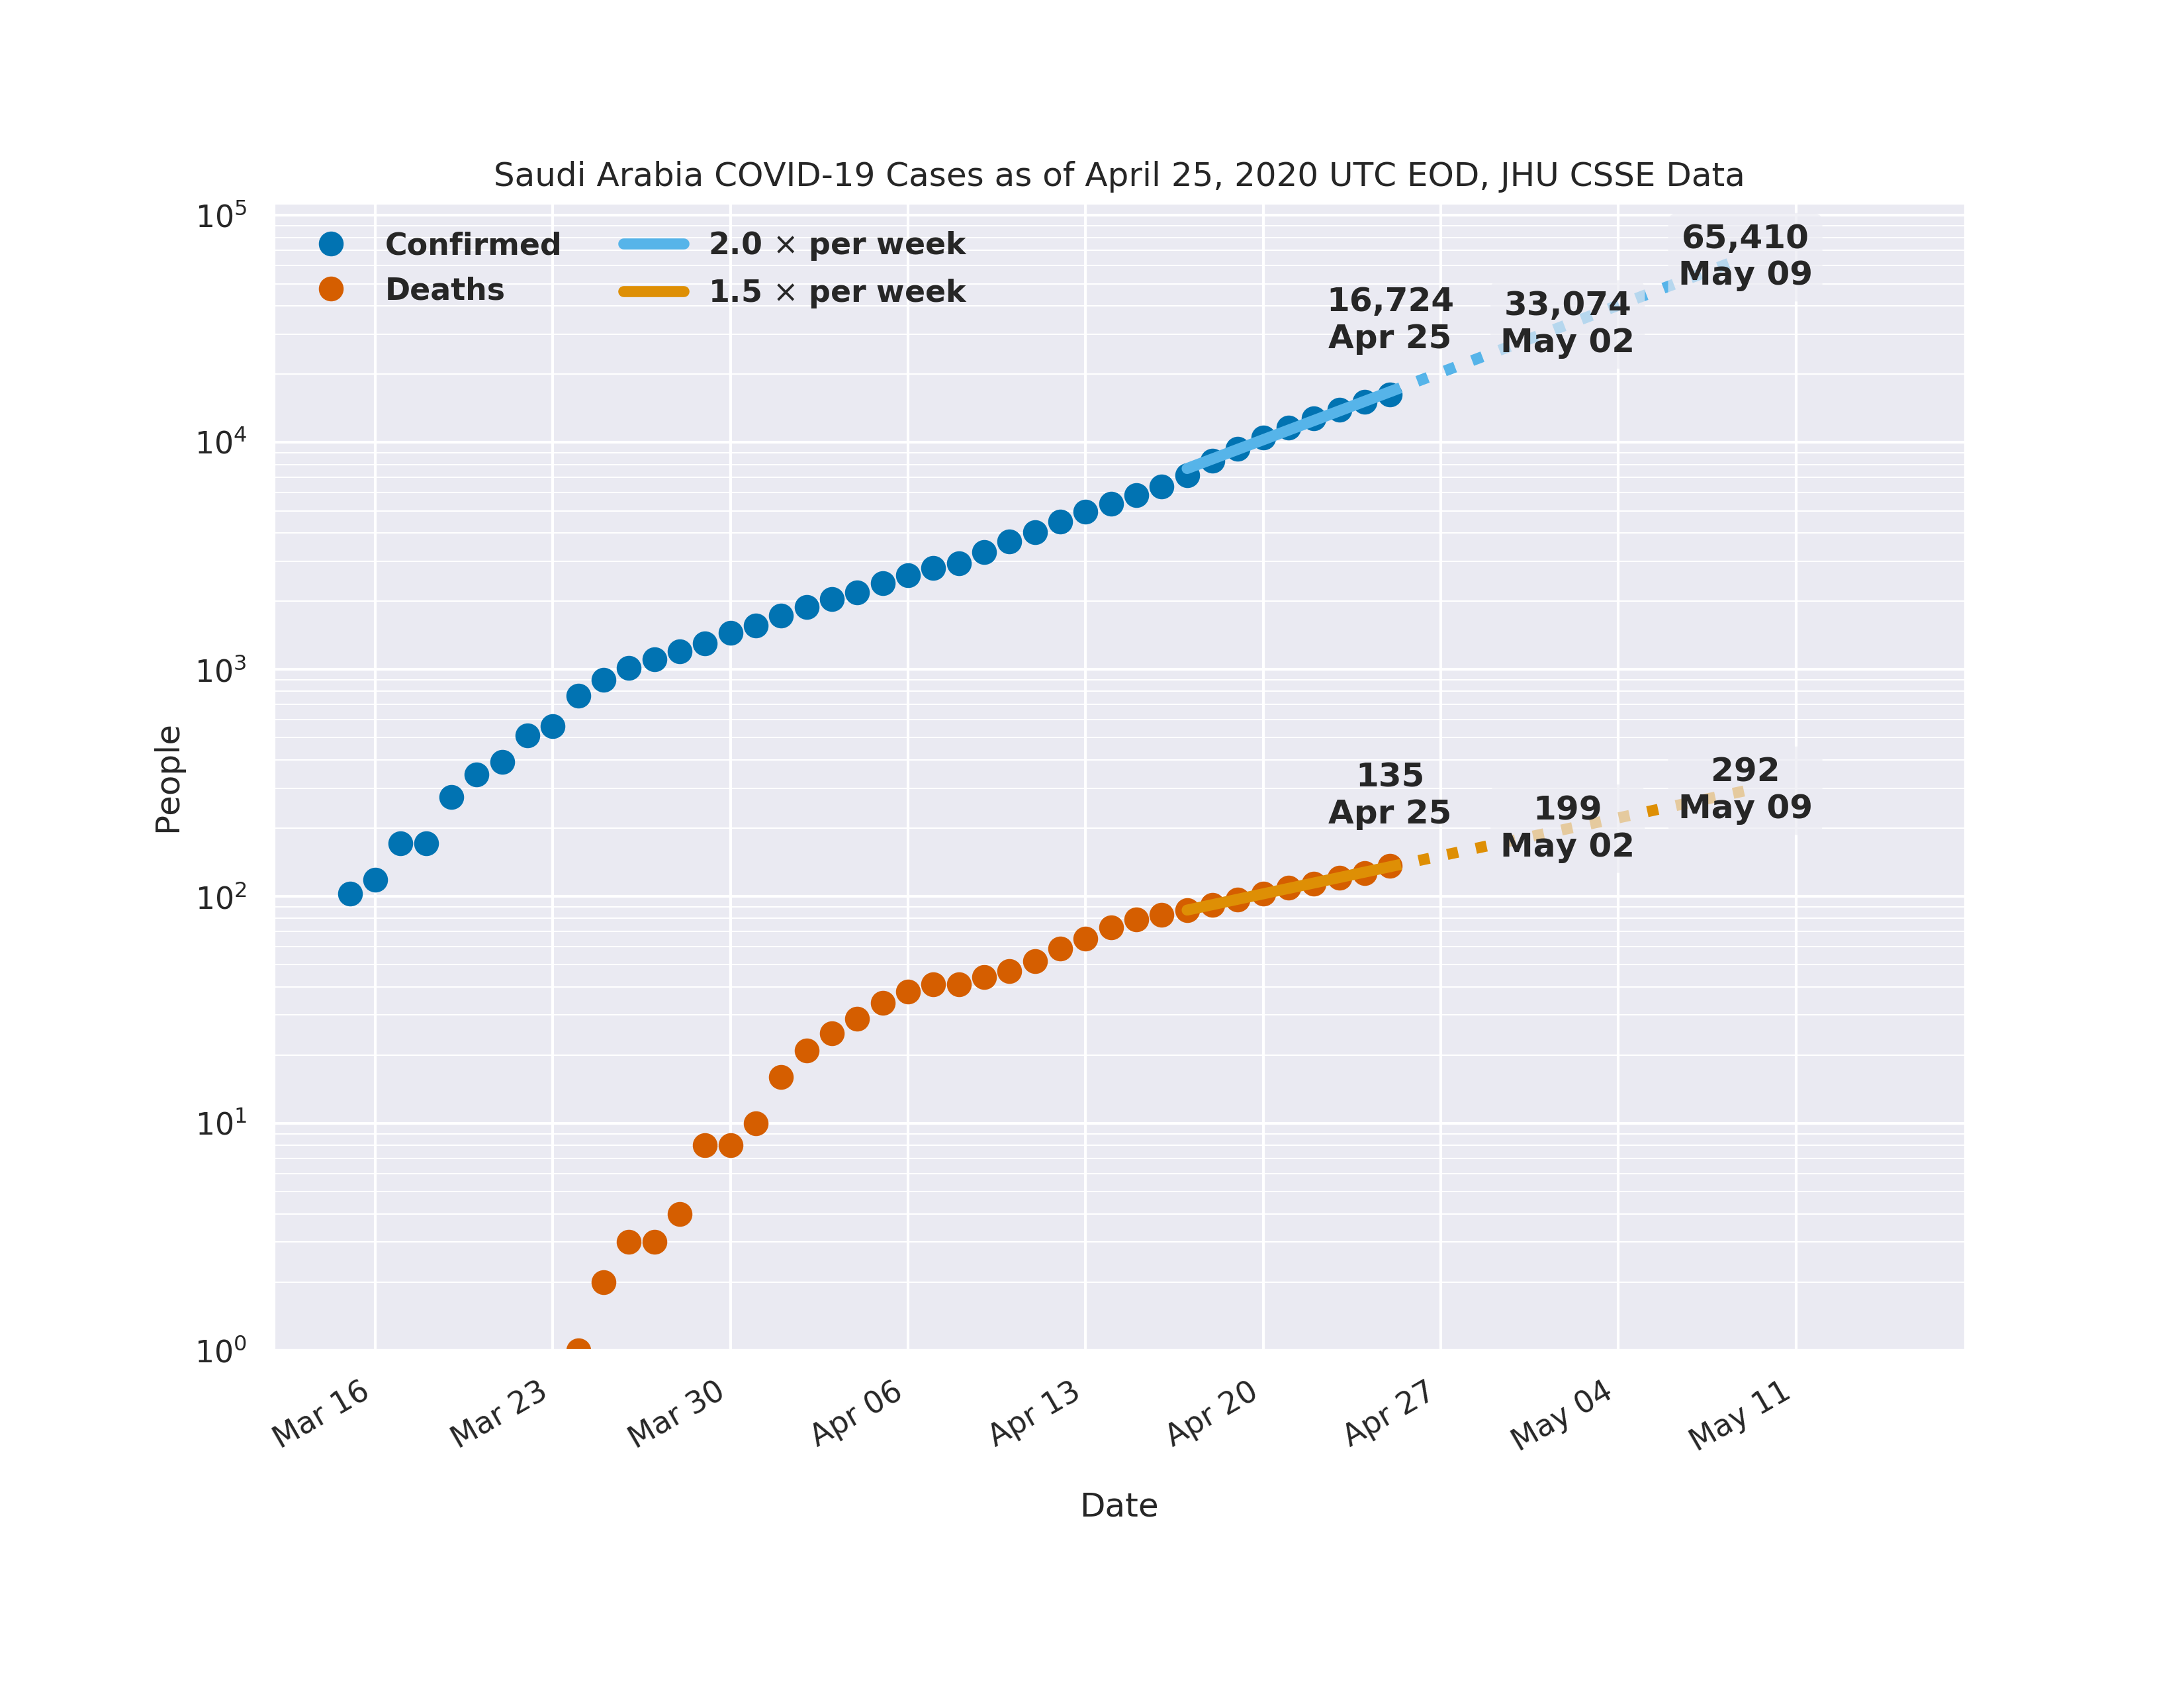 Saudi Arabia COVID-19 Cases as of April 25, 2020 UTC EOD, JHU CSSE Data
Confirmed
Deaths
2.0 × per week
1.5 × per week
16,724
Apr 25
33,074
May 02
65,410
May 09
135
Apr 25
199
May 02
292
May 09
People
10⁵
10⁴
10³
10²
10¹
10⁰
Mar 16
Mar 23
Mar 30
Apr 06
Apr 13
Apr 20
Apr 27
May 04
May 11
Date